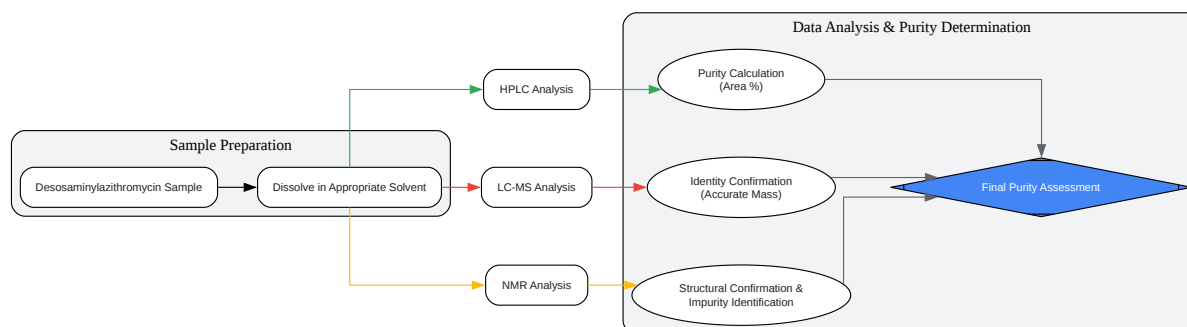 Data Analysis & Purity Determination
Purity Calculation
(Area %)
HPLC Analysis
Sample Preparation
Desosaminylazithromycin Sample
Dissolve in Appropriate Solvent
LC-MS Analysis
Identity Confirmation
(Accurate Mass)
Final Purity Assessment
NMR Analysis
Structural Confirmation &
Impurity Identification